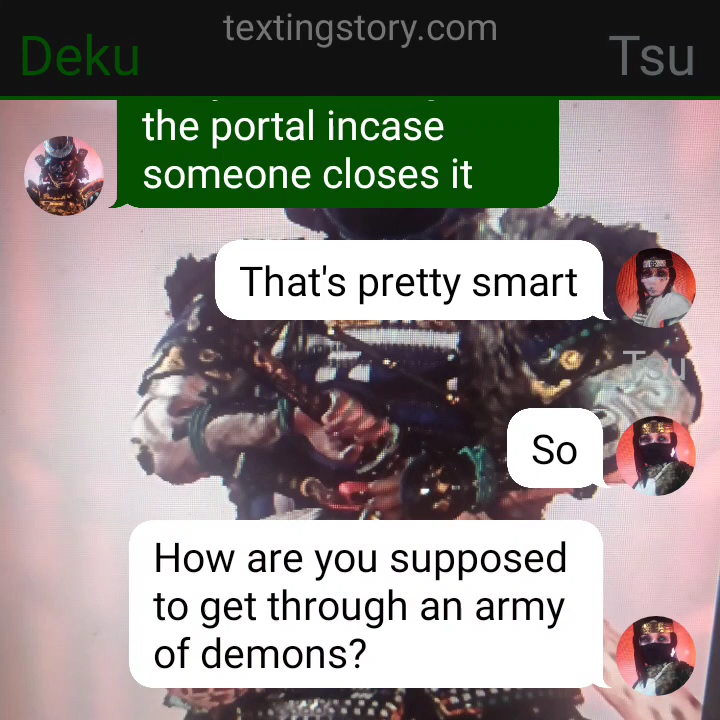 textingstory.com
Deku
Tsu
the portal incase
someone closes it
That's pretty smart
Tsu
So
How are you supposed
to get through an army
of demons?